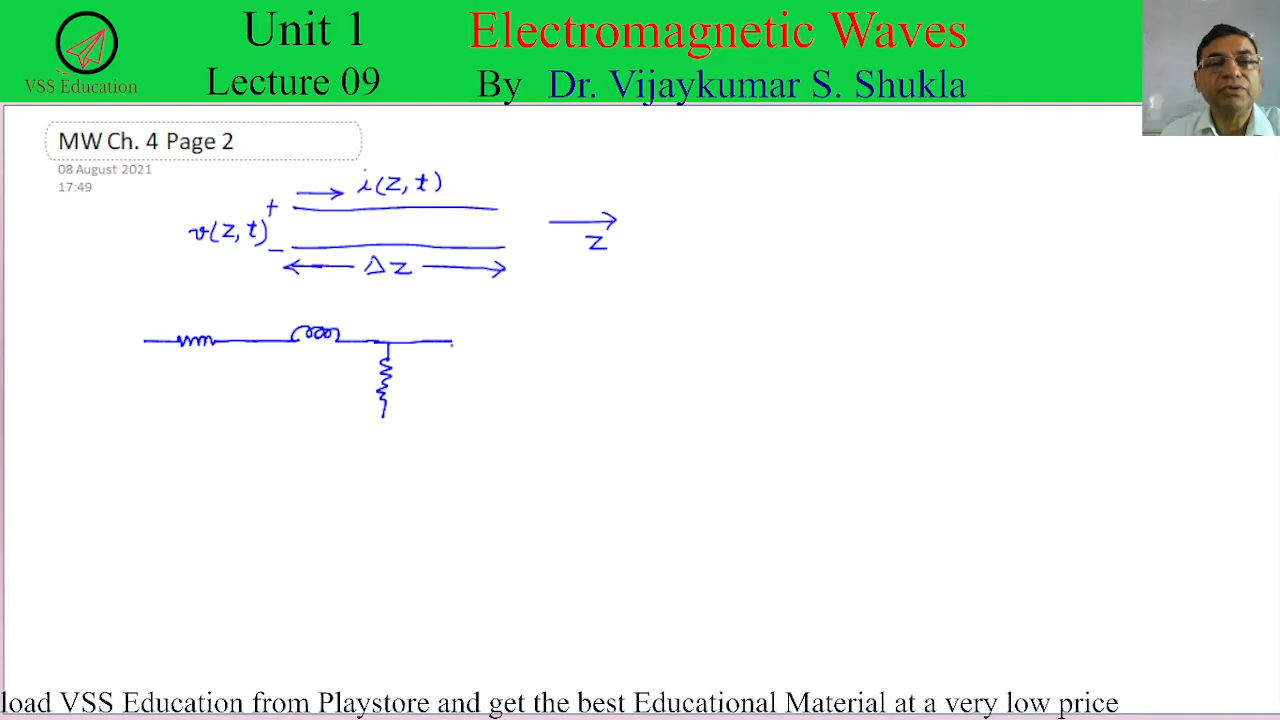 Unit 1
Electromagnetic Waves
VSS Education
Lecture 09
By Dr. Vijaykumar S. Shukla
MW Ch. 4 Page 2
08 August 2021
17:49
i(z, t)
+
v(z, t)
-
z
Δz
load VSS Education from Playstore and get the best Educational Material at a very low price